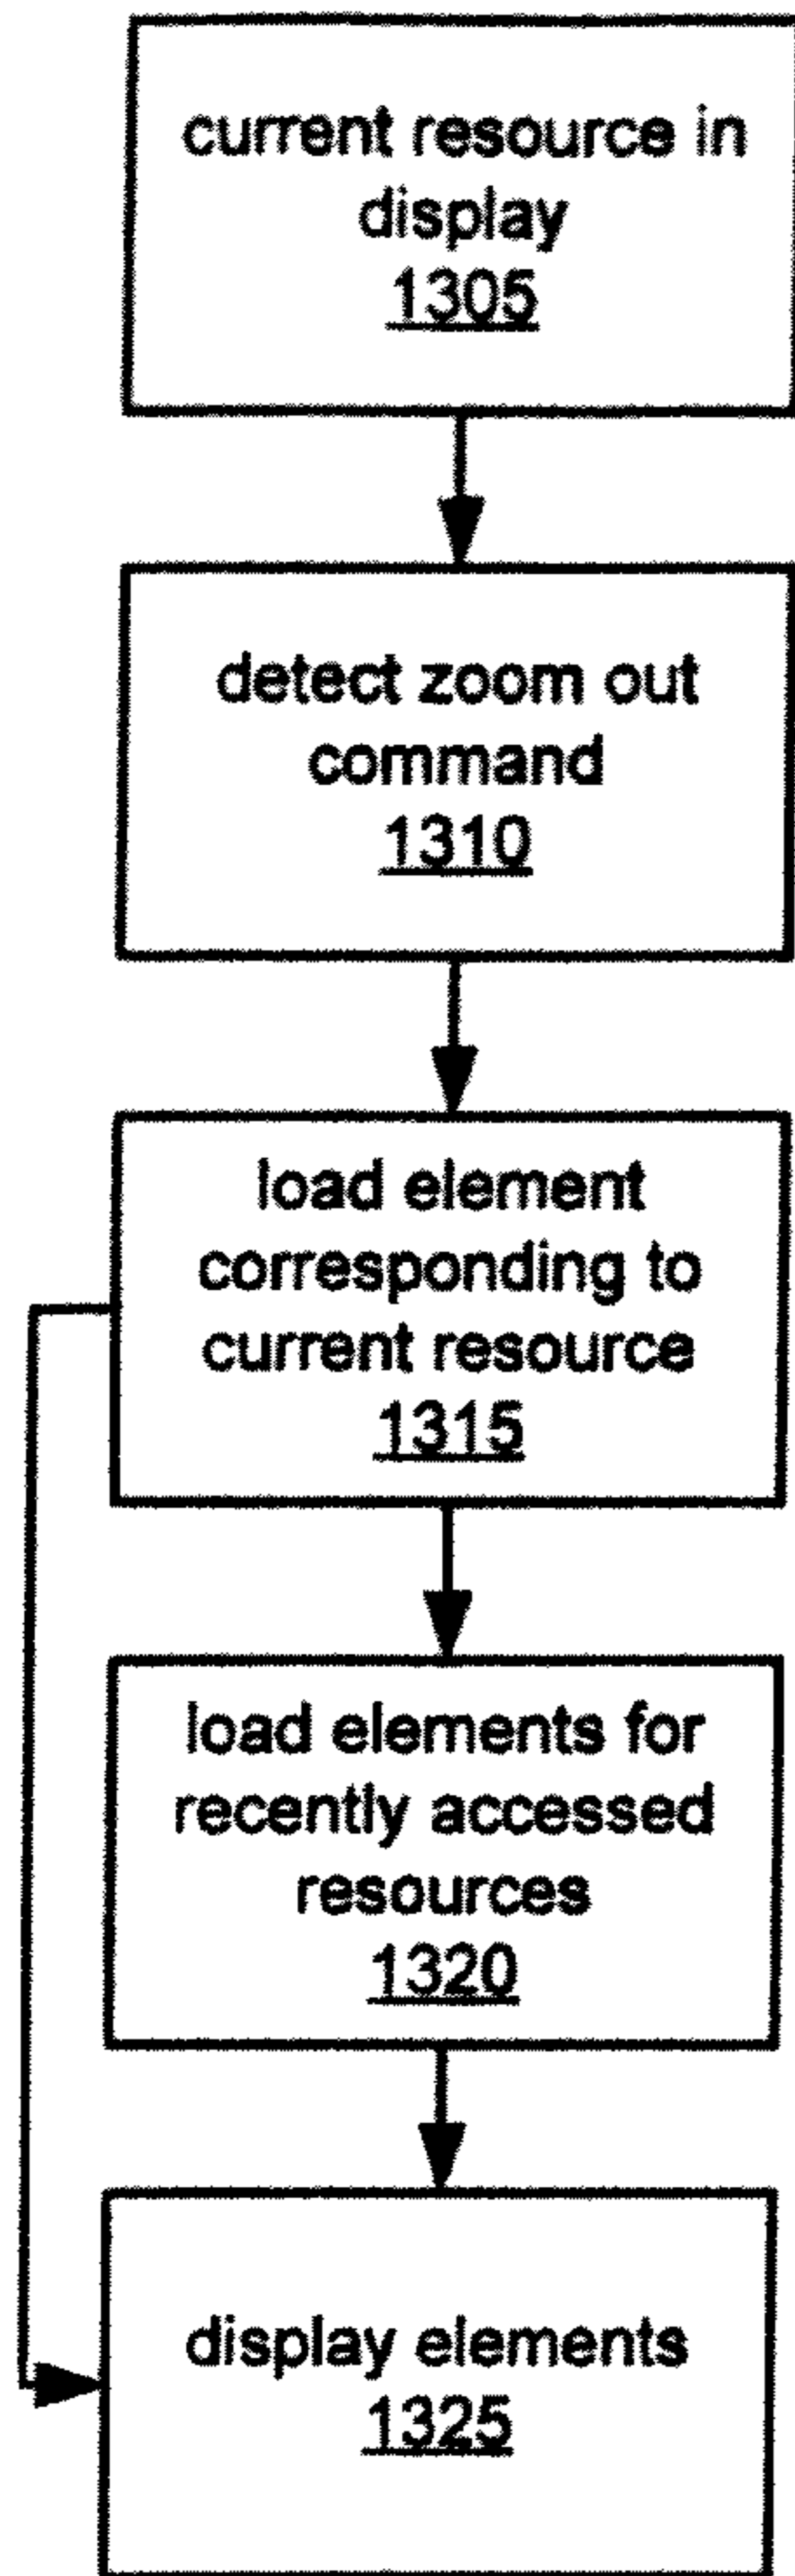 current resource in
display
1305
detect zoom out
command
1310
load element
corresponding to
current resource
1315
load elements for
recently accessed
resources
1320
display elements
1325